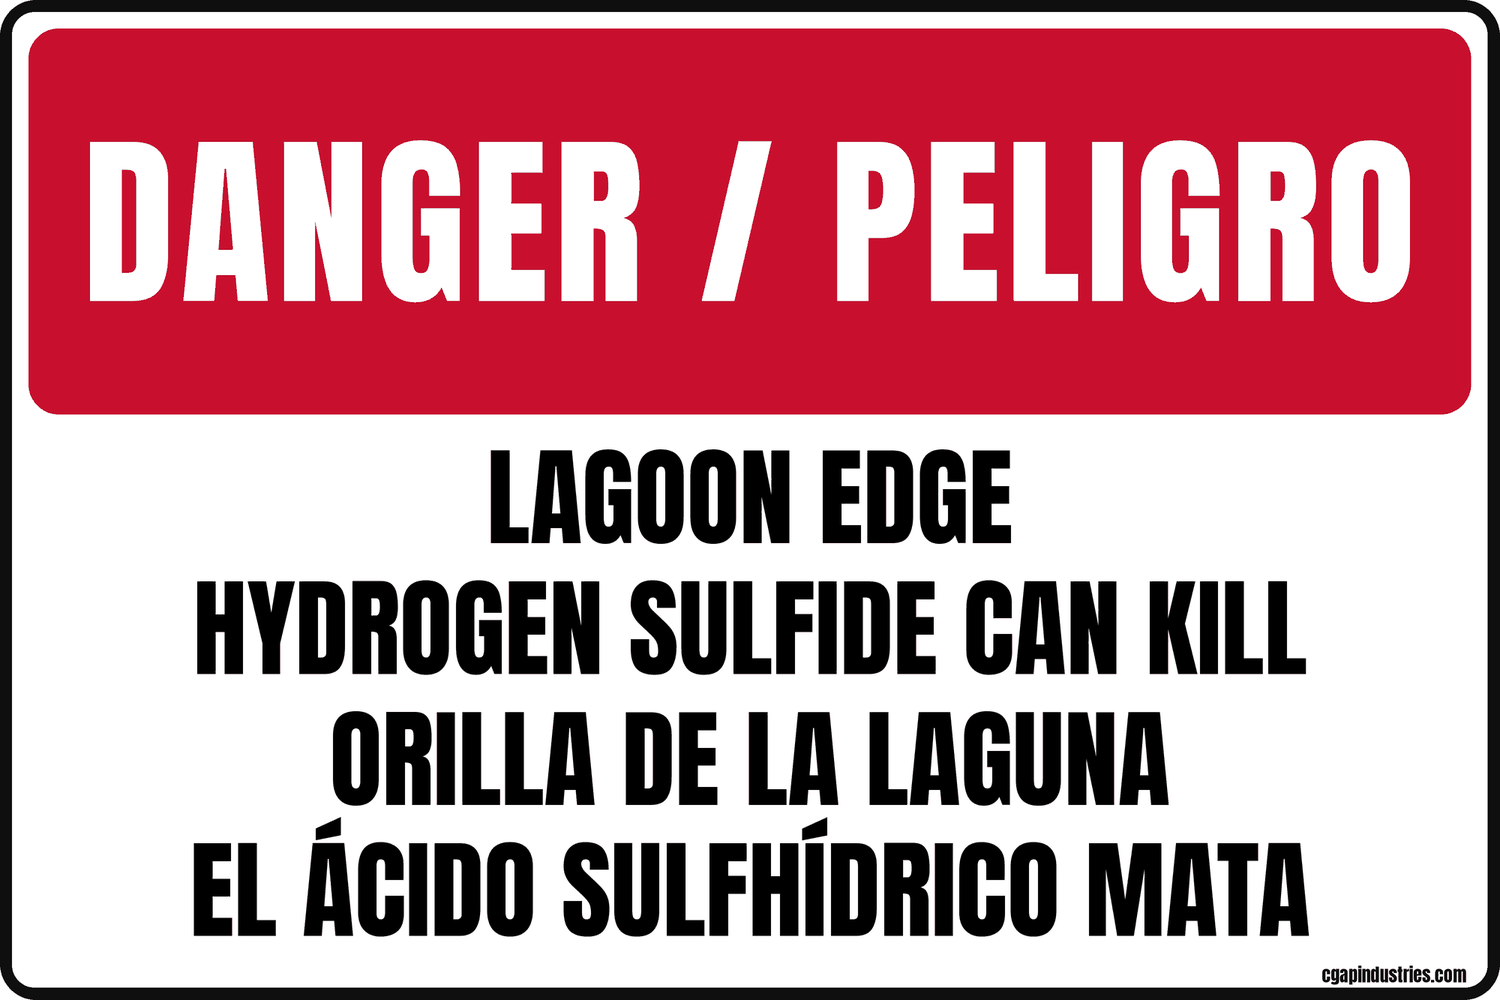 DANGER / PELIGRO
LAGOON EDGE
HYDROGEN SULFIDE CAN KILL
ORILLA DE LA LAGUNA
EL ÁCIDO SULFHÍDRICO MATA
cgapindustries.com